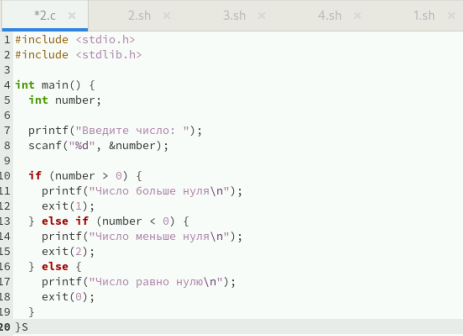 *2.c × 2.sh × 3.sh × 4.sh × 1.sh ×
1 #include <stdio.h>
2 #include <stdlib.h>
3
4 int main() {
5   int number;
6
7   printf("Введите число: ");
8   scanf("%d", &number);
9
10   if (number > 0) {
11     printf("Число больше нуля\n");
12     exit(1);
13   } else if (number < 0) {
14     printf("Число меньше нуля\n");
15     exit(2);
16   } else {
17     printf("Число равно нулю\n");
18     exit(0);
19   }
20 }S